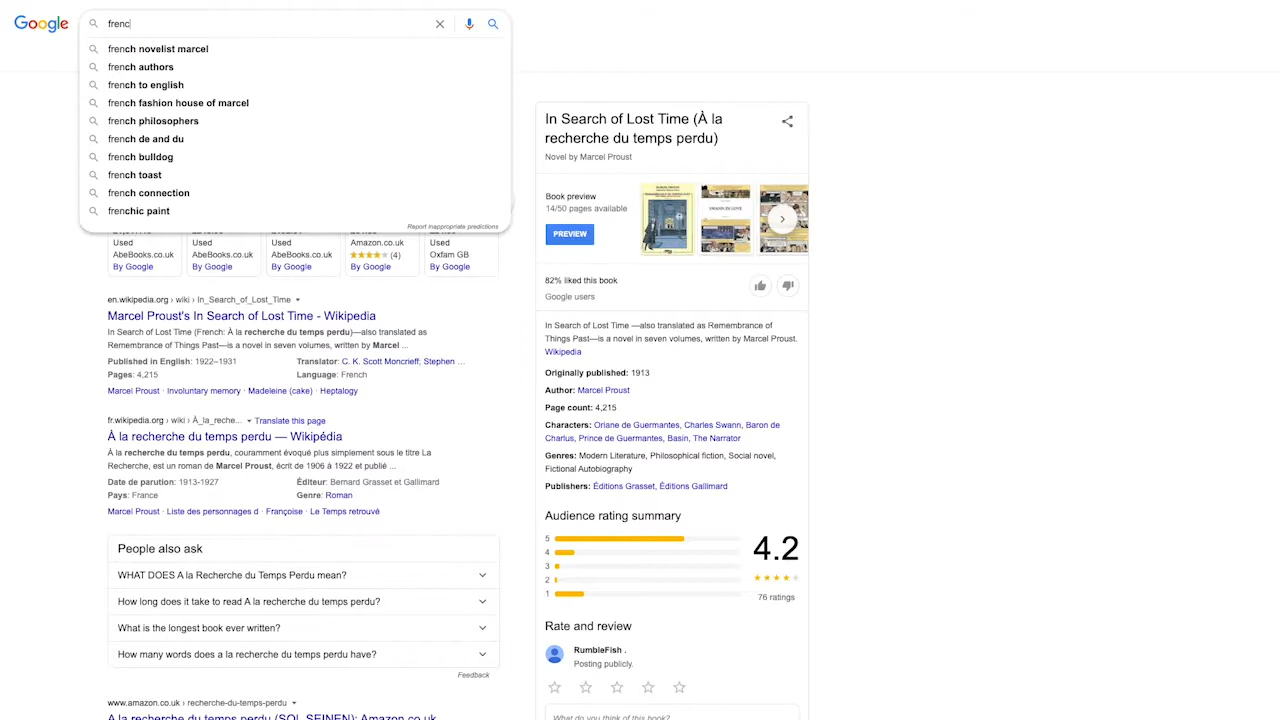 Google
frenc
french novelist marcel
french authors
french to english
french fashion house of marcel
french philosophers
french de and du
french bulldog
french toast
french connection
frenchic paint
Report inappropriate predictions
Used
AbeBooks.co.uk
By Google
Used
AbeBooks.co.uk
By Google
Used
AbeBooks.co.uk
By Google
Amazon.co.uk
(4)
By Google
Used
Oxfam GB
By Google
en.wikipedia.org › wiki › In_Search_of_Lost_Time
Marcel Proust's In Search of Lost Time - Wikipedia
In Search of Lost Time (French: À la recherche du temps perdu)—also translated as
Remembrance of Things Past—is a novel in seven volumes, written by Marcel ...
Published in English: 1922–1931
Translator: C. K. Scott Moncrieff; Stephen ...
Pages: 4,215
Language: French
Marcel Proust · Involuntary memory · Madeleine (cake) · Heptalogy
fr.wikipedia.org › wiki › À_la_reche... Translate this page
À la recherche du temps perdu — Wikipédia
À la recherche du temps perdu, couramment évoqué plus simplement sous le titre La
Recherche, est un roman de Marcel Proust, écrit de 1906 à 1922 et publié ...
Date de parution: 1913-1927
Éditeur: Bernard Grasset et Gallimard
Pays: France
Genre: Roman
Marcel Proust · Liste des personnages d · Françoise · Le Temps retrouvé
People also ask
WHAT DOES A la Recherche du Temps Perdu mean?
How long does it take to read A la recherche du temps perdu?
What is the longest book ever written?
How many words does a la recherche du temps perdu have?
Feedback
www.amazon.co.uk › recherche-du-temps-perdu
A la recherche du temps perdu (SOL SEINEN): Amazon.co.uk
In Search of Lost Time (À la
recherche du temps perdu)
Novel by Marcel Proust
Book preview
14/50 pages available
PREVIEW
82% liked this book
Google users
In Search of Lost Time —also translated as Remembrance of
Things Past—is a novel in seven volumes, written by Marcel Proust.
Wikipedia
Originally published: 1913
Author: Marcel Proust
Page count: 4,215
Characters: Oriane de Guermantes, Charles Swann, Baron de
Charlus, Prince de Guermantes, Basin, The Narrator
Genres: Modern Literature, Philosophical fiction, Social novel,
Fictional Autobiography
Publishers: Éditions Grasset, Éditions Gallimard
Audience rating summary
5
4
3
2
1
4.2
76 ratings
Rate and review
RumbleFish .
Posting publicly.
What do you think of this book?